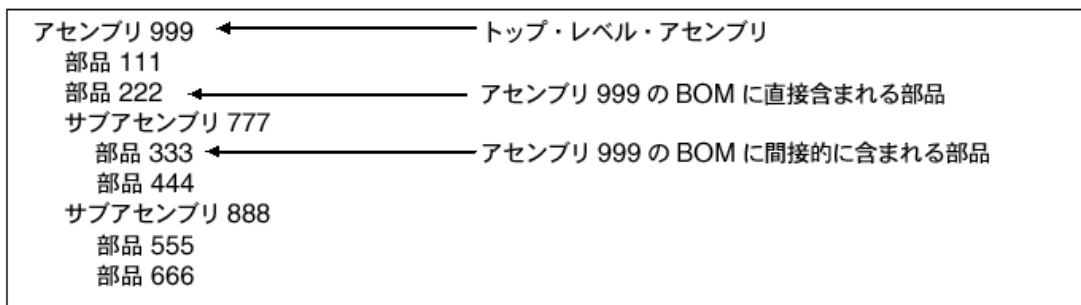 アセンブリ 999 トップ・レベル・アセンブリ
部品 111
部品 222 アセンブリ 999 の BOM に直接含まれる部品
サブアセンブリ 777
部品 333 アセンブリ 999 の BOM に間接的に含まれる部品
部品 444
サブアセンブリ 888
部品 555
部品 666